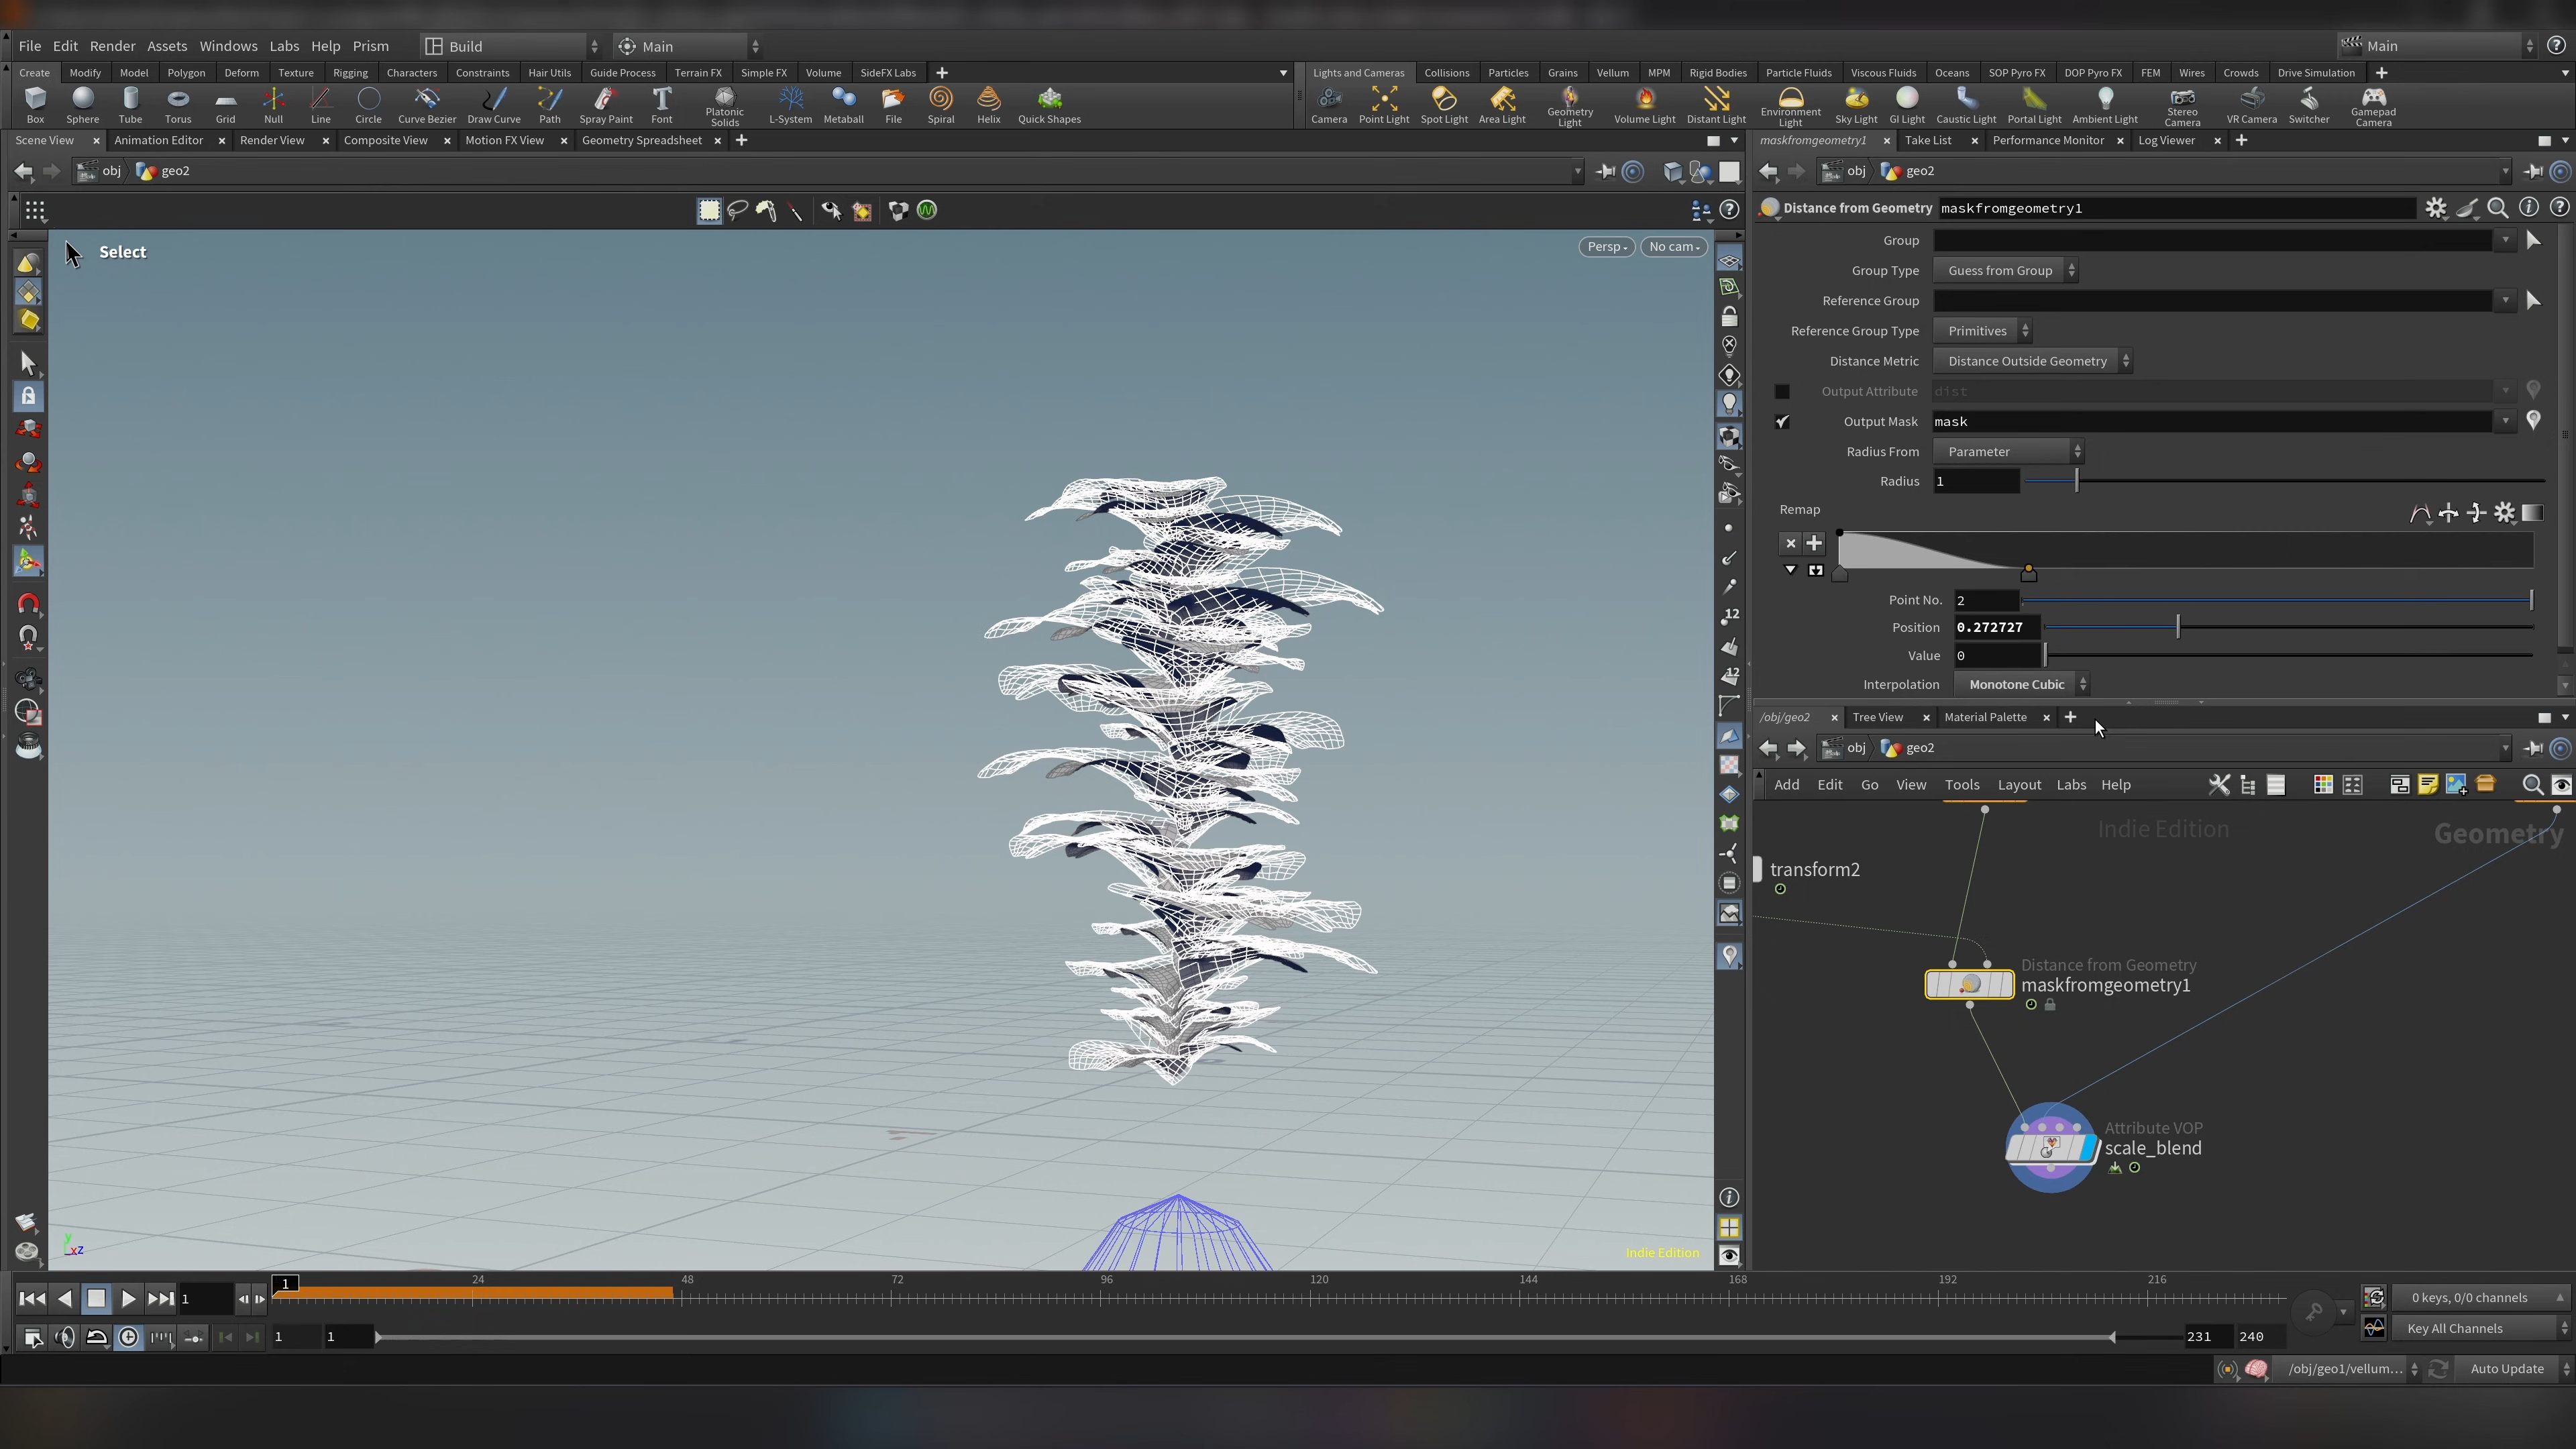 File Edit Render Assets Windows Labs Help Prism Build Main Main
Create Modify Model Polygon Deform Texture Rigging Characters Constraints Hair Utils Guide Process Terrain FX Simple FX Volume SideFX Labs
Lights and Cameras Collisions Particles Grains Vellum MPM Rigid Bodies Particle Fluids Viscous Fluids Oceans SOP Pyro FX DOP Pyro FX FEM Wires Crowds Drive Simulation
Box Sphere Tube Torus Grid Null Line Circle Curve Bezier Draw Curve Path Spray Paint Font Platonic Solids L-System Metaball File Spiral Helix Quick Shapes
Camera Point Light Spot Light Area Light Geometry Light Volume Light Distant Light Environment Light Sky Light GI Light Caustic Light Portal Light Ambient Light Stereo Camera VR Camera Switcher Gamepad Camera
Scene View Animation Editor Render View Composite View Motion FX View Geometry Spreadsheet
maskfromgeometry1 Take List Performance Monitor Log Viewer
obj geo2
obj geo2
Distance from Geometry maskfromgeometry1
Select
Persp No cam
Group
Group Type Guess from Group
Reference Group
Reference Group Type Primitives
Distance Metric Distance Outside Geometry
Output Attribute dist
Output Mask mask
Radius From Parameter
Radius 1
Remap
Point No. 2
Position 0.272727
Value 0
Interpolation Monotone Cubic
12
12
/obj/geo2 Tree View Material Palette
obj geo2
Add Edit Go View Tools Layout Labs Help
Indie Edition
Geometry
transform2
Distance from Geometry
maskfromgeometry1
Attribute VOP
scale_blend
y
x z
Indie Edition
1 24 48 72 96 120 144 168 192 216
1
0 keys, 0/0 channels
1 1 231 240
Key All Channels
/obj/geo1/vellum... Auto Update